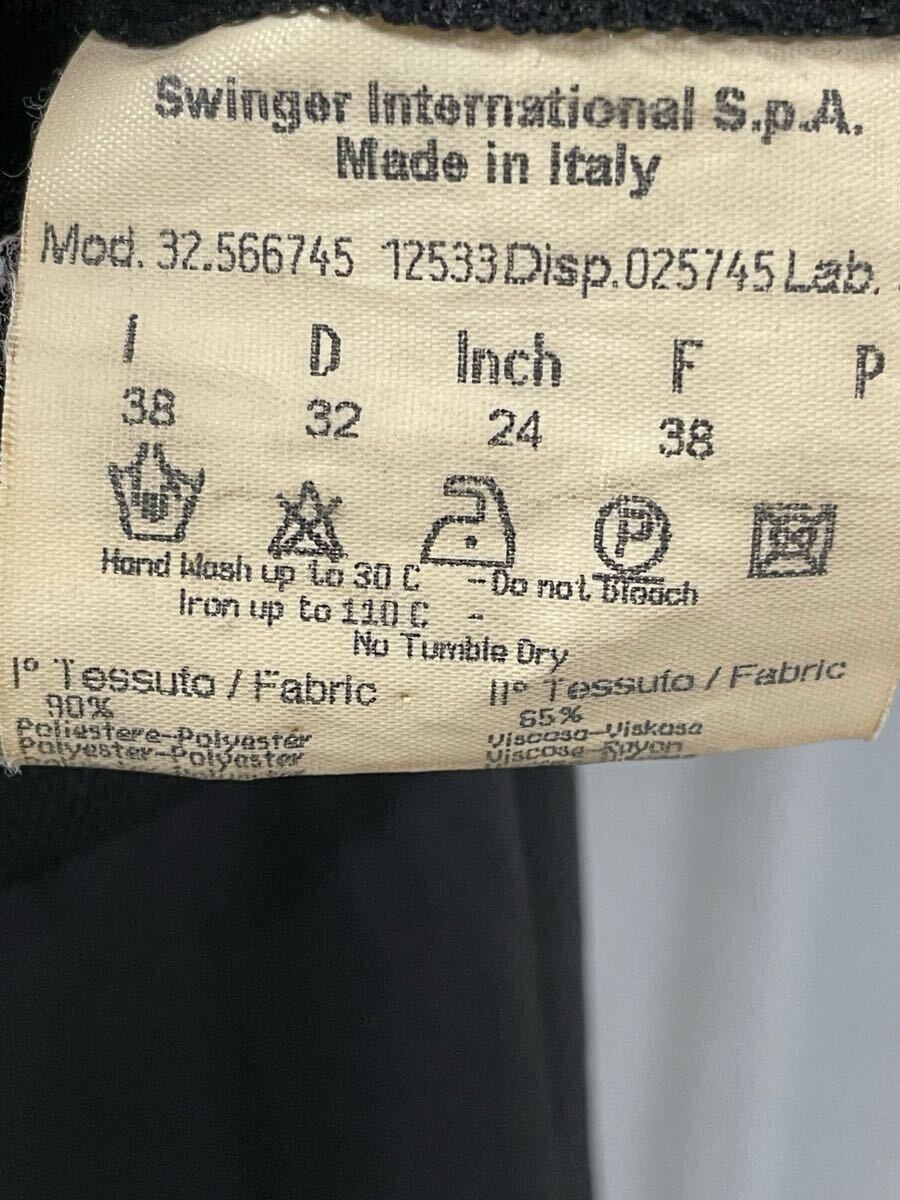 Swinger International S.p.A.
Made in Italy
Mod. 32.566745 12533 Disp.025745 Lab.
I D Inch F P
38 32 24 38
P
Hand Wash up to 30 C - Do not Bleach
Iron up to 110 C -
No Tumble Dry
I° Tessuto / Fabric II° Tessuto / Fabric
90% 65%
Poliestere-Polyester Viscosa-Viskose
Polyester-Polyester Viscose-Rayon